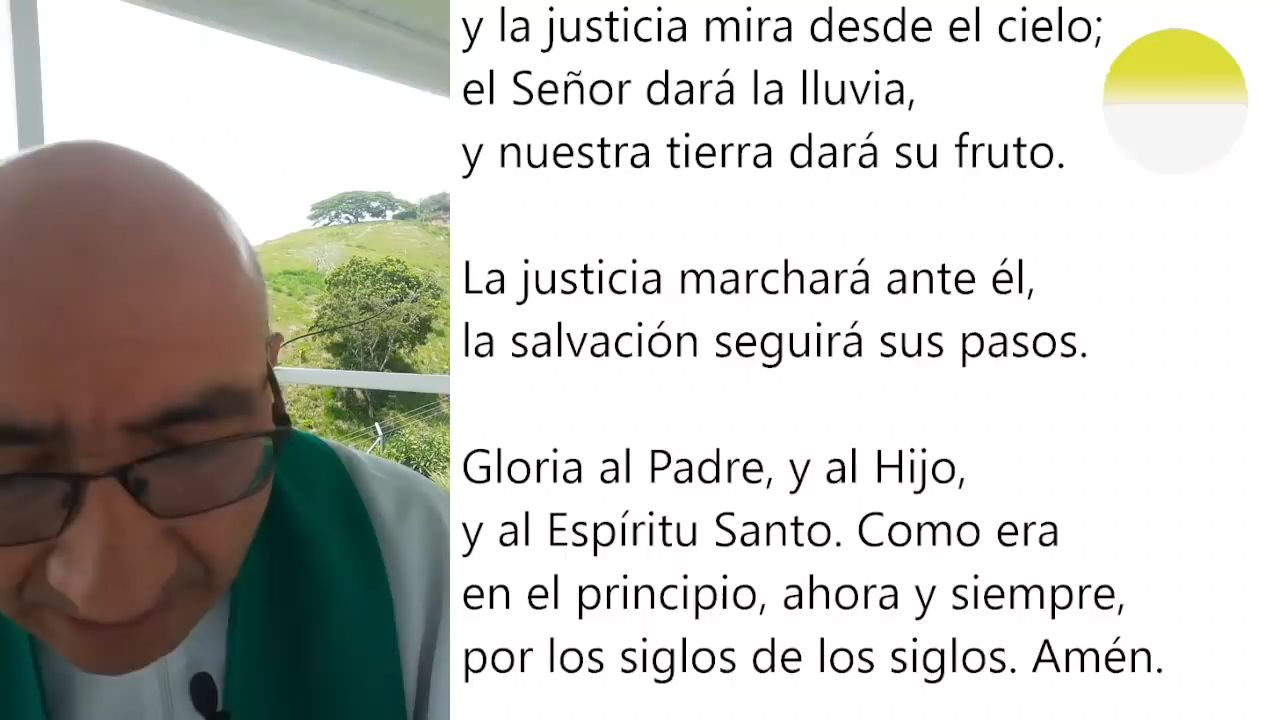 y la justicia mira desde el cielo;
el Señor dará la lluvia,
y nuestra tierra dará su fruto.
La justicia marchará ante él,
la salvación seguirá sus pasos.
Gloria al Padre, y al Hijo,
y al Espíritu Santo. Como era
en el principio, ahora y siempre,
por los siglos de los siglos. Amén.